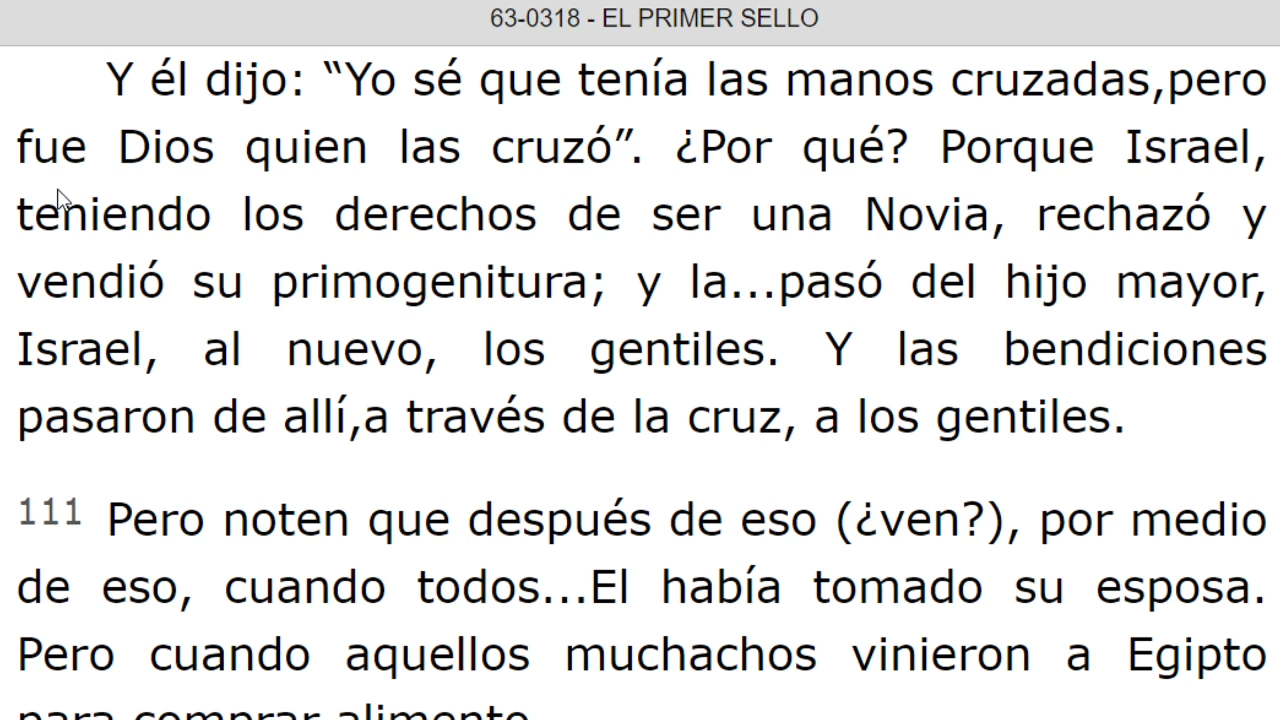 63-0318 - EL PRIMER SELLO
Y él dijo: “Yo sé que tenía las manos cruzadas,pero
fue Dios quien las cruzó”. ¿Por qué? Porque Israel,
teniendo los derechos de ser una Novia, rechazó y
vendió su primogenitura; y la...pasó del hijo mayor,
Israel, al nuevo, los gentiles. Y las bendiciones
pasaron de allí,a través de la cruz, a los gentiles.
111 Pero noten que después de eso (¿ven?), por medio
de eso, cuando todos...El había tomado su esposa.
Pero cuando aquellos muchachos vinieron a Egipto
para comprar alimento